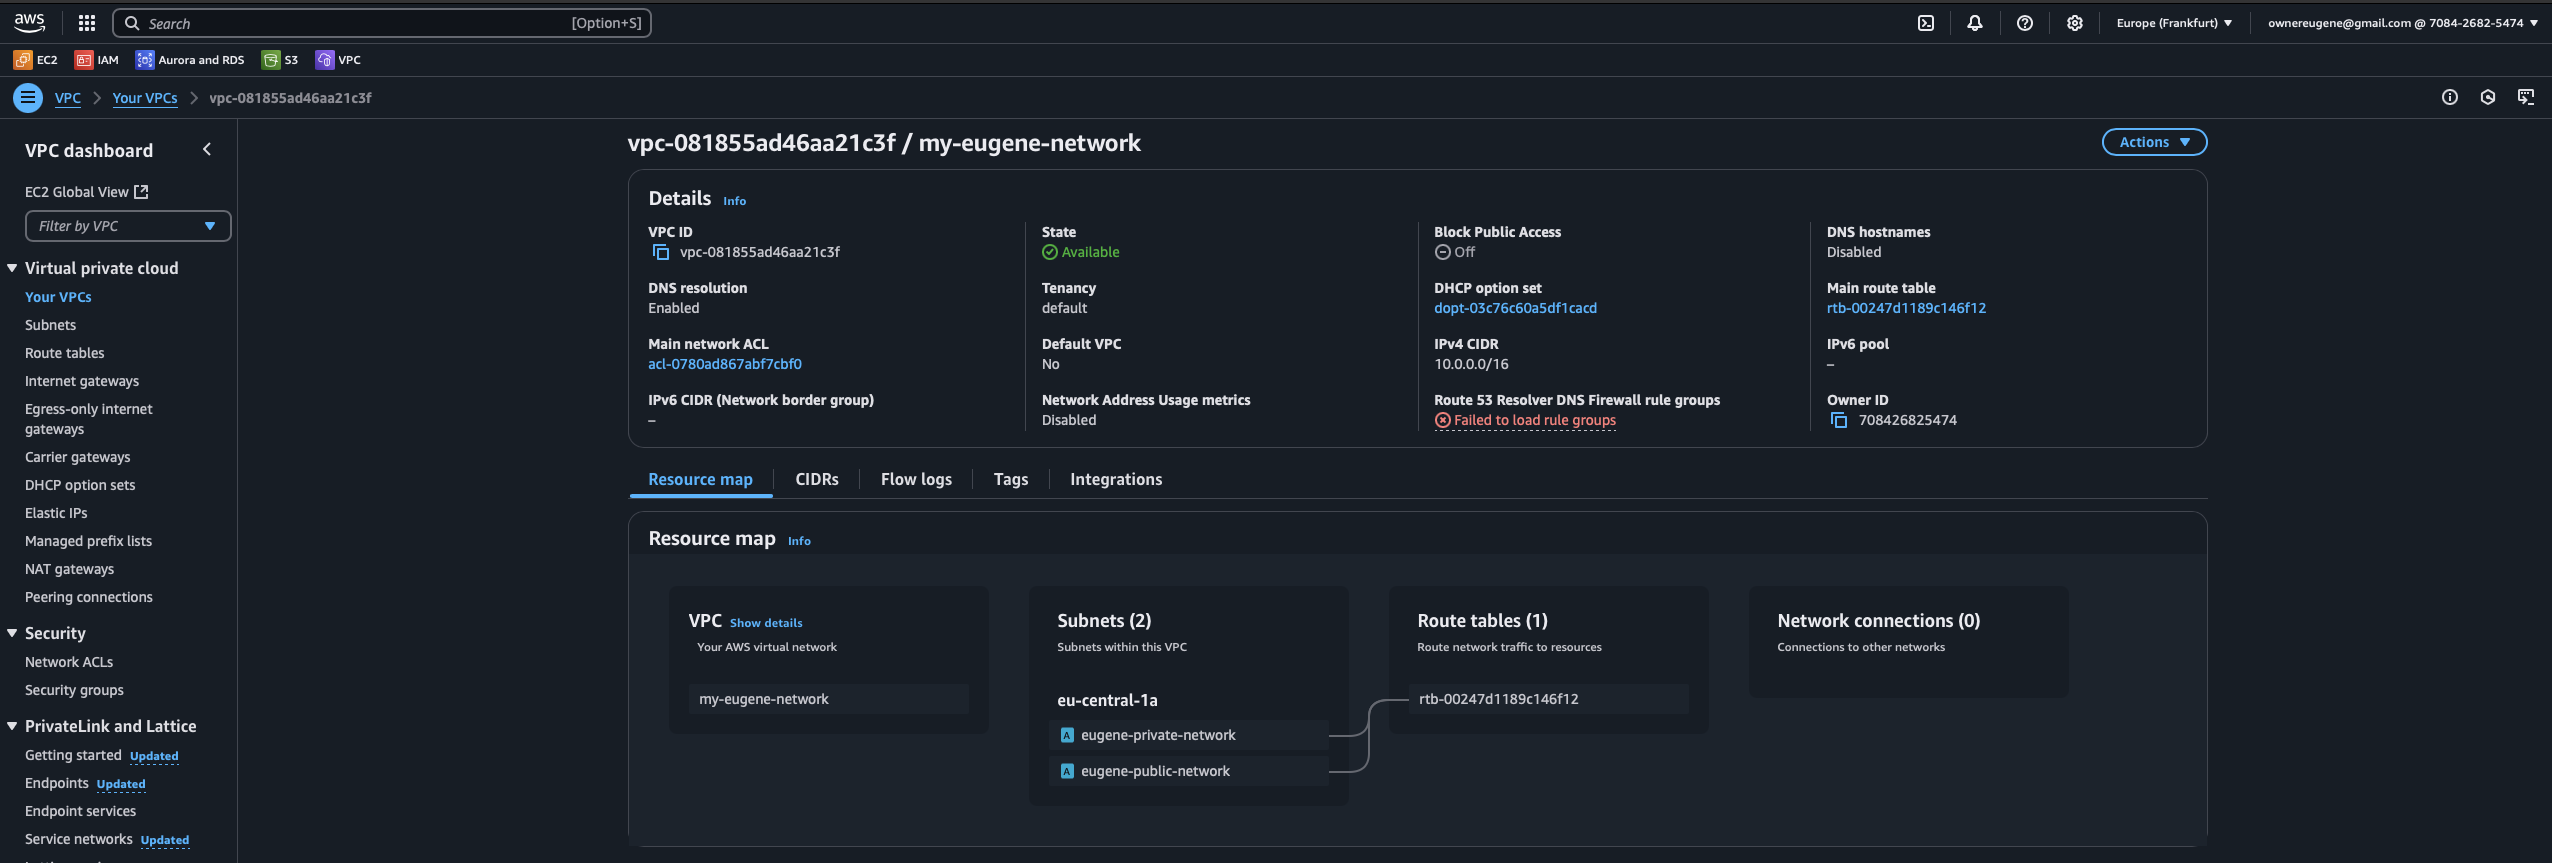 aws
Search [Option+S]
Europe (Frankfurt)
ownereugene@gmail.com @ 7084-2682-5474
EC2 IAM Aurora and RDS S3 VPC
VPC Your VPCs vpc-081855ad46aa21c3f
VPC dashboard
EC2 Global View
Filter by VPC
Virtual private cloud
Your VPCs
Subnets
Route tables
Internet gateways
Egress-only internet
gateways
Carrier gateways
DHCP option sets
Elastic IPs
Managed prefix lists
NAT gateways
Peering connections
Security
Network ACLs
Security groups
PrivateLink and Lattice
Getting started Updated
Endpoints Updated
Endpoint services
Service networks Updated
vpc-081855ad46aa21c3f / my-eugene-network
Actions
Details Info
VPC ID
vpc-081855ad46aa21c3f
State
Available
Block Public Access
Off
DNS hostnames
Disabled
DNS resolution
Enabled
Tenancy
default
DHCP option set
dopt-03c76c60a5df1cacd
Main route table
rtb-00247d1189c146f12
Main network ACL
acl-0780ad867abf7cbf0
Default VPC
No
IPv4 CIDR
10.0.0.0/16
IPv6 pool
–
IPv6 CIDR (Network border group)
–
Network Address Usage metrics
Disabled
Route 53 Resolver DNS Firewall rule groups
Failed to load rule groups
Owner ID
708426825474
Resource map CIDRs Flow logs Tags Integrations
Resource map Info
VPC Show details
Your AWS virtual network
my-eugene-network
Subnets (2)
Subnets within this VPC
eu-central-1a
A eugene-private-network
A eugene-public-network
Route tables (1)
Route network traffic to resources
rtb-00247d1189c146f12
Network connections (0)
Connections to other networks